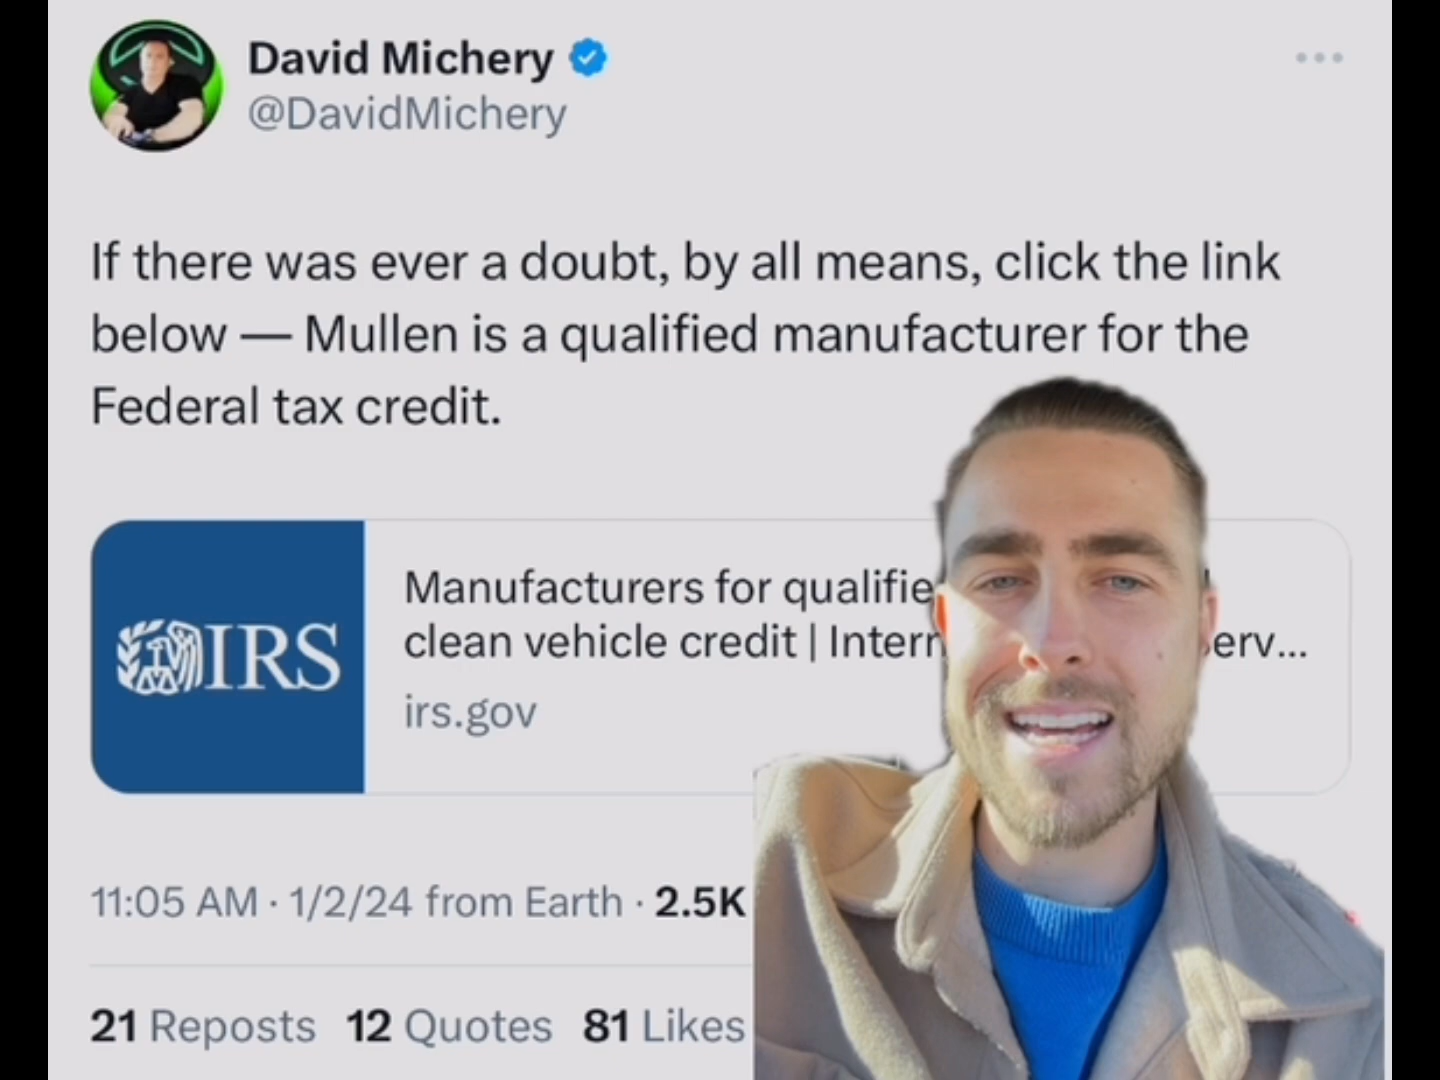 David Michery
@DavidMichery
If there was ever a doubt, by all means, click the link
below — Mullen is a qualified manufacturer for the
Federal tax credit.
IRS
Manufacturers for qualifie
clean vehicle credit | Intern erv...
irs.gov
11:05 AM · 1/2/24 from Earth · 2.5K
21 Reposts 12 Quotes 81 Likes